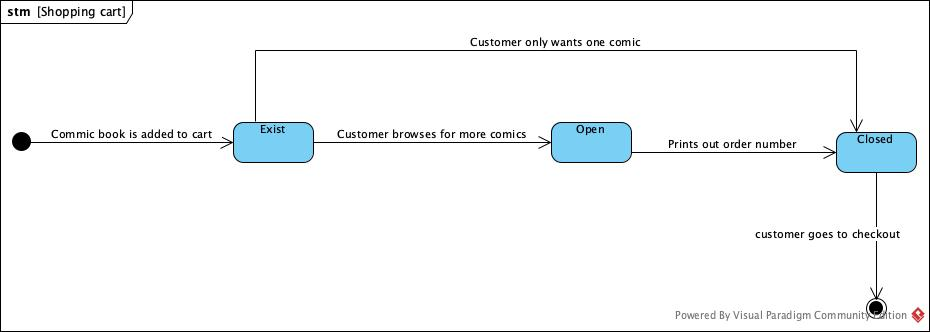 stm [Shopping cart]
Customer only wants one comic
Commic book is added to cart
Exist
Customer browses for more comics
Open
Prints out order number
Closed
customer goes to checkout
Powered By Visual Paradigm Community Edition